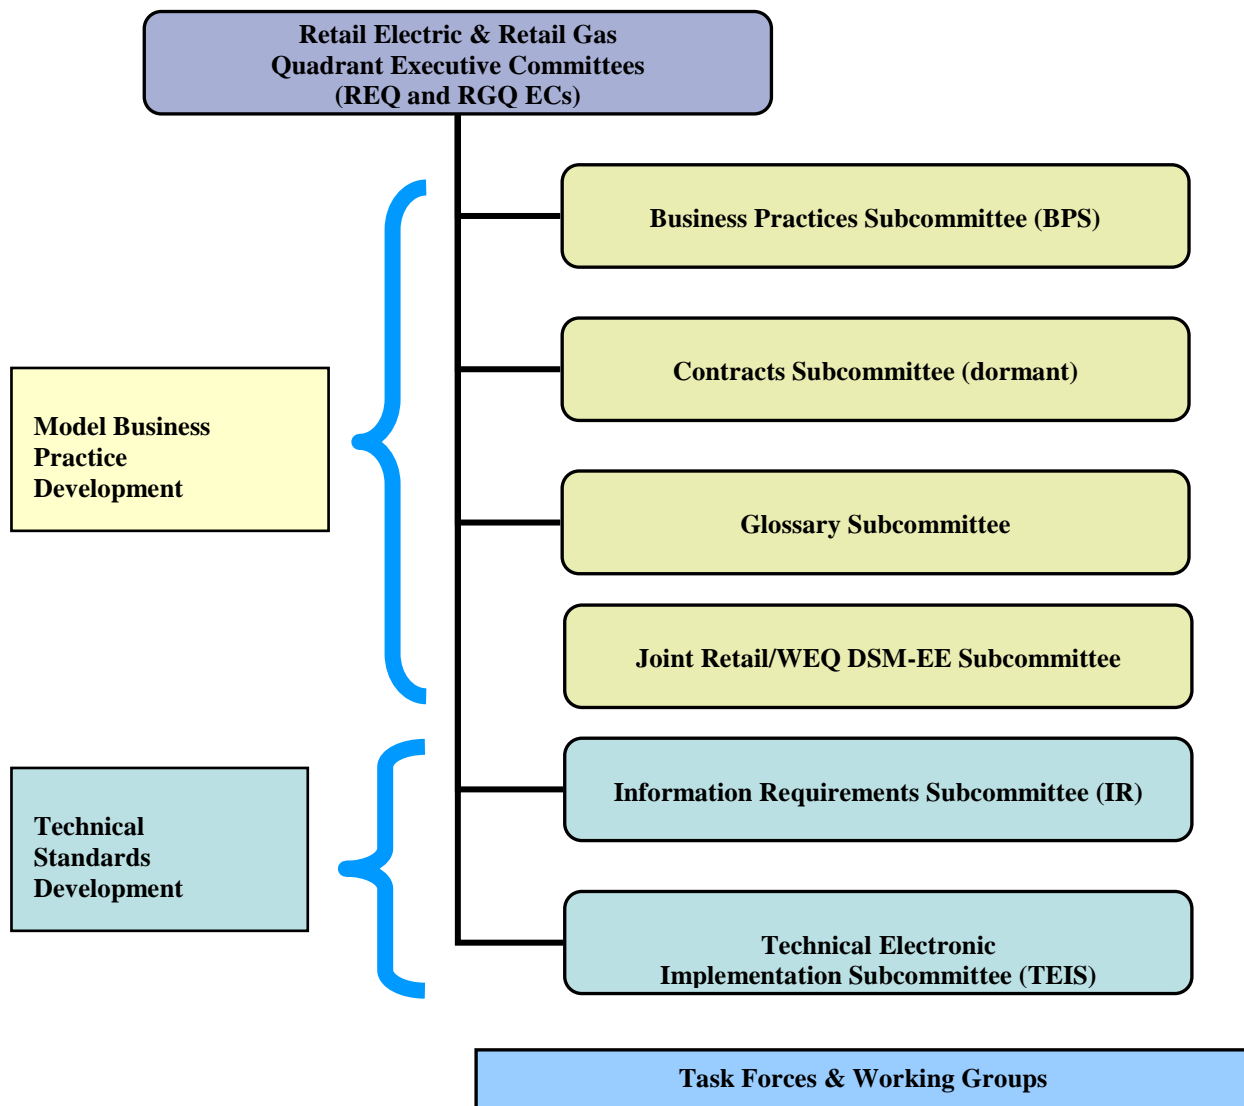 Retail Electric & Retail Gas
Quadrant Executive Committees
(REQ and RGQ ECs)
Business Practices Subcommittee (BPS)
Contracts Subcommittee (dormant)
Model Business
Practice
Development
Glossary Subcommittee
Joint Retail/WEQ DSM-EE Subcommittee
Information Requirements Subcommittee (IR)
Technical
Standards
Development
Technical Electronic
Implementation Subcommittee (TEIS)
Task Forces & Working Groups